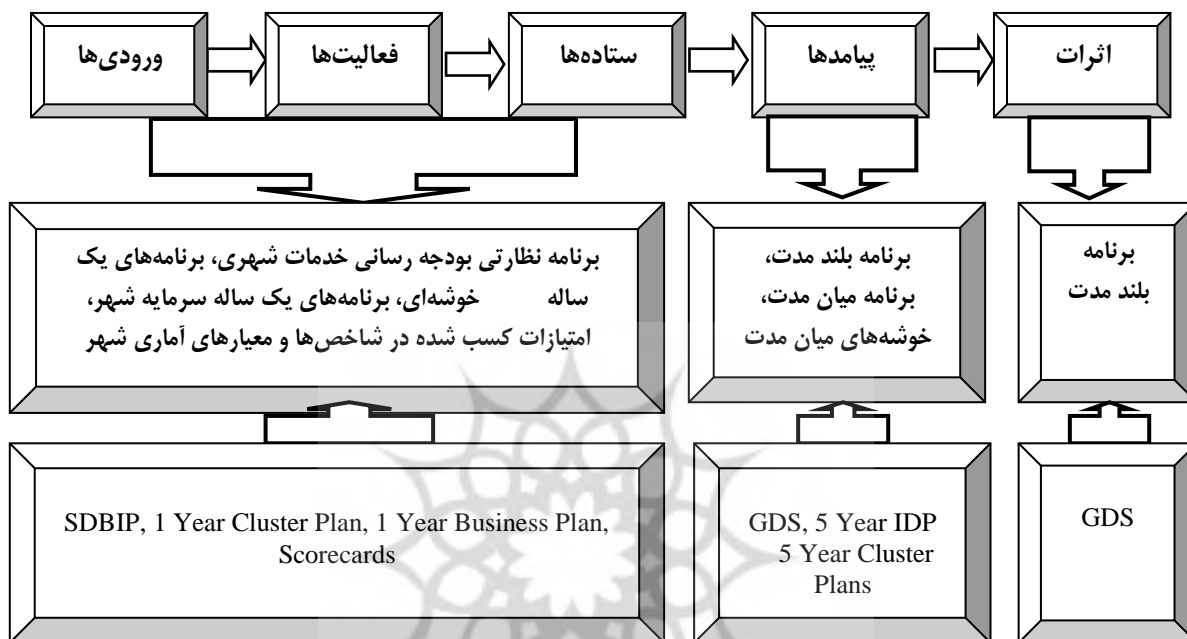 ورودی‌ها
فعالیت‌ها
ستاده‌ها
پیامدها
اثرات
برنامه نظارتی بودجه رسانی خدمات شهری، برنامه‌های یک
ساله خوشه‌ای، برنامه‌های یک ساله سرمایه شهر،
امتیازات کسب شده در شاخص‌ها و معیارهای آماری شهر
برنامه بلند مدت،
برنامه میان مدت،
خوشه‌های میان مدت
برنامه
بلند مدت
SDBIP, 1 Year Cluster Plan, 1 Year Business Plan,
Scorecards
GDS, 5 Year IDP
5 Year Cluster
Plans
GDS